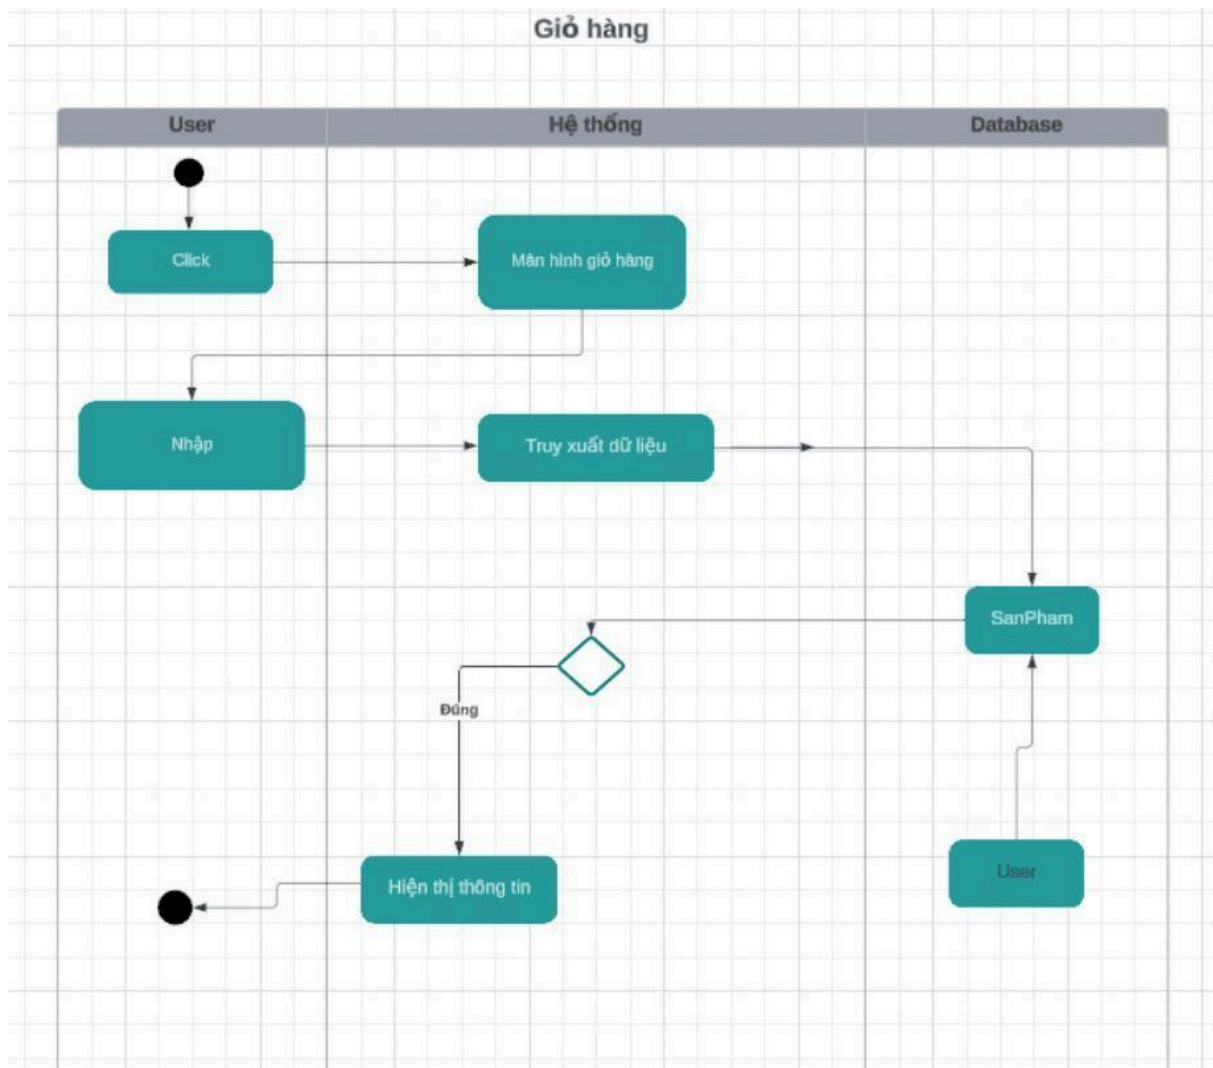 Giỏ hàng
User
Hệ thống
Database
Click
Màn hình giỏ hàng
Nhập
Truy xuất dữ liệu
SanPham
Đúng
Hiện thị thông tin
User